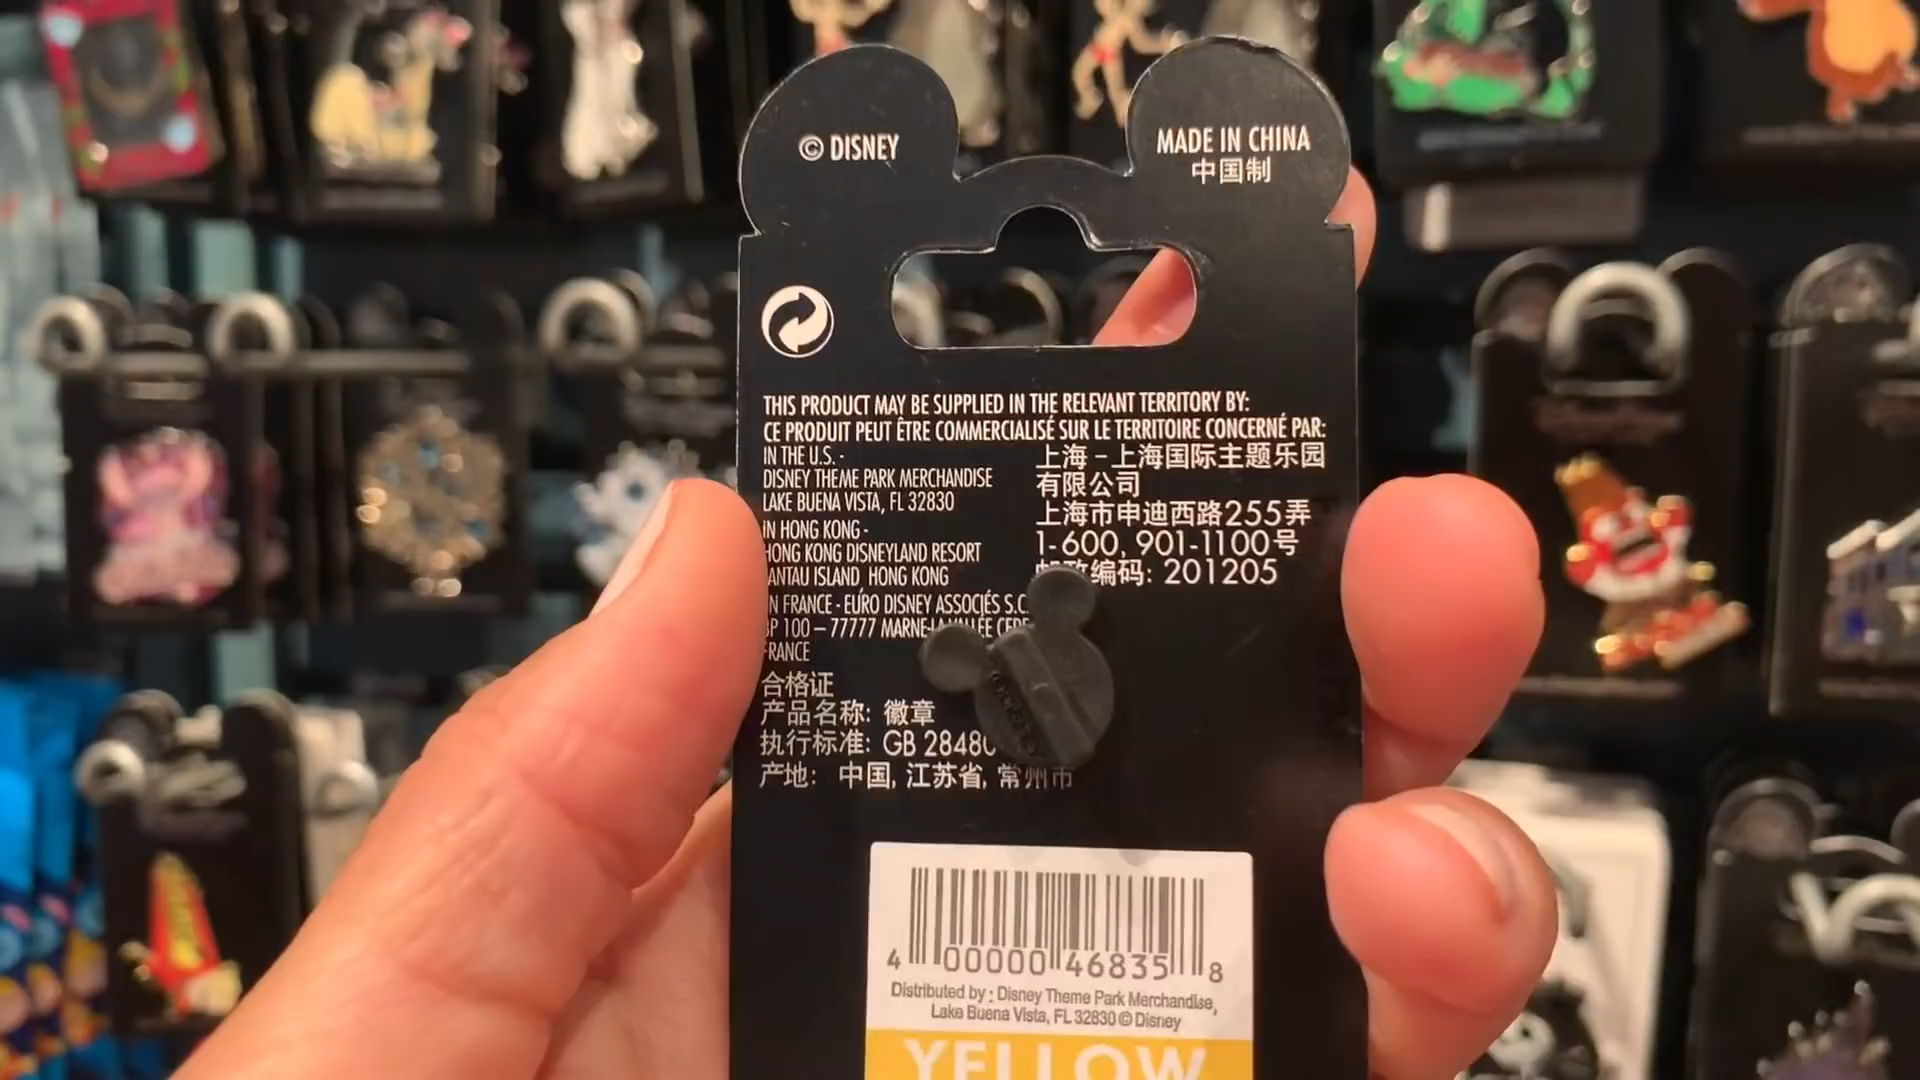 © DISNEY
MADE IN CHINA
中国制
THIS PRODUCT MAY BE SUPPLIED IN THE RELEVANT TERRITORY BY:
CE PRODUIT PEUT ÊTRE COMMERCIALISÉ SUR LE TERRITOIRE CONCERNÉ PAR:
IN THE U.S. -
DISNEY THEME PARK MERCHANDISE
LAKE BUENA VISTA, FL 32830
IN HONG KONG -
HONG KONG DISNEYLAND RESORT
ANTAU ISLAND HONG KONG
N FRANCE - EURO DISNEY ASSOCIÉS S.C.
BP 100 – 77777 MARNE-LA-VALLÉE CEDE
FRANCE
上海 – 上海国际主题乐园
有限公司
上海市申迪西路255弄
1-600, 901-1100号
邮政编码: 201205
合格证
产品名称: 徽章
执行标准: GB 28480
产地: 中国, 江苏省, 常州市
4 00000 46835 8
Distributed by : Disney Theme Park Merchandise,
Lake Buena Vista, FL 32830 © Disney
YELLOW